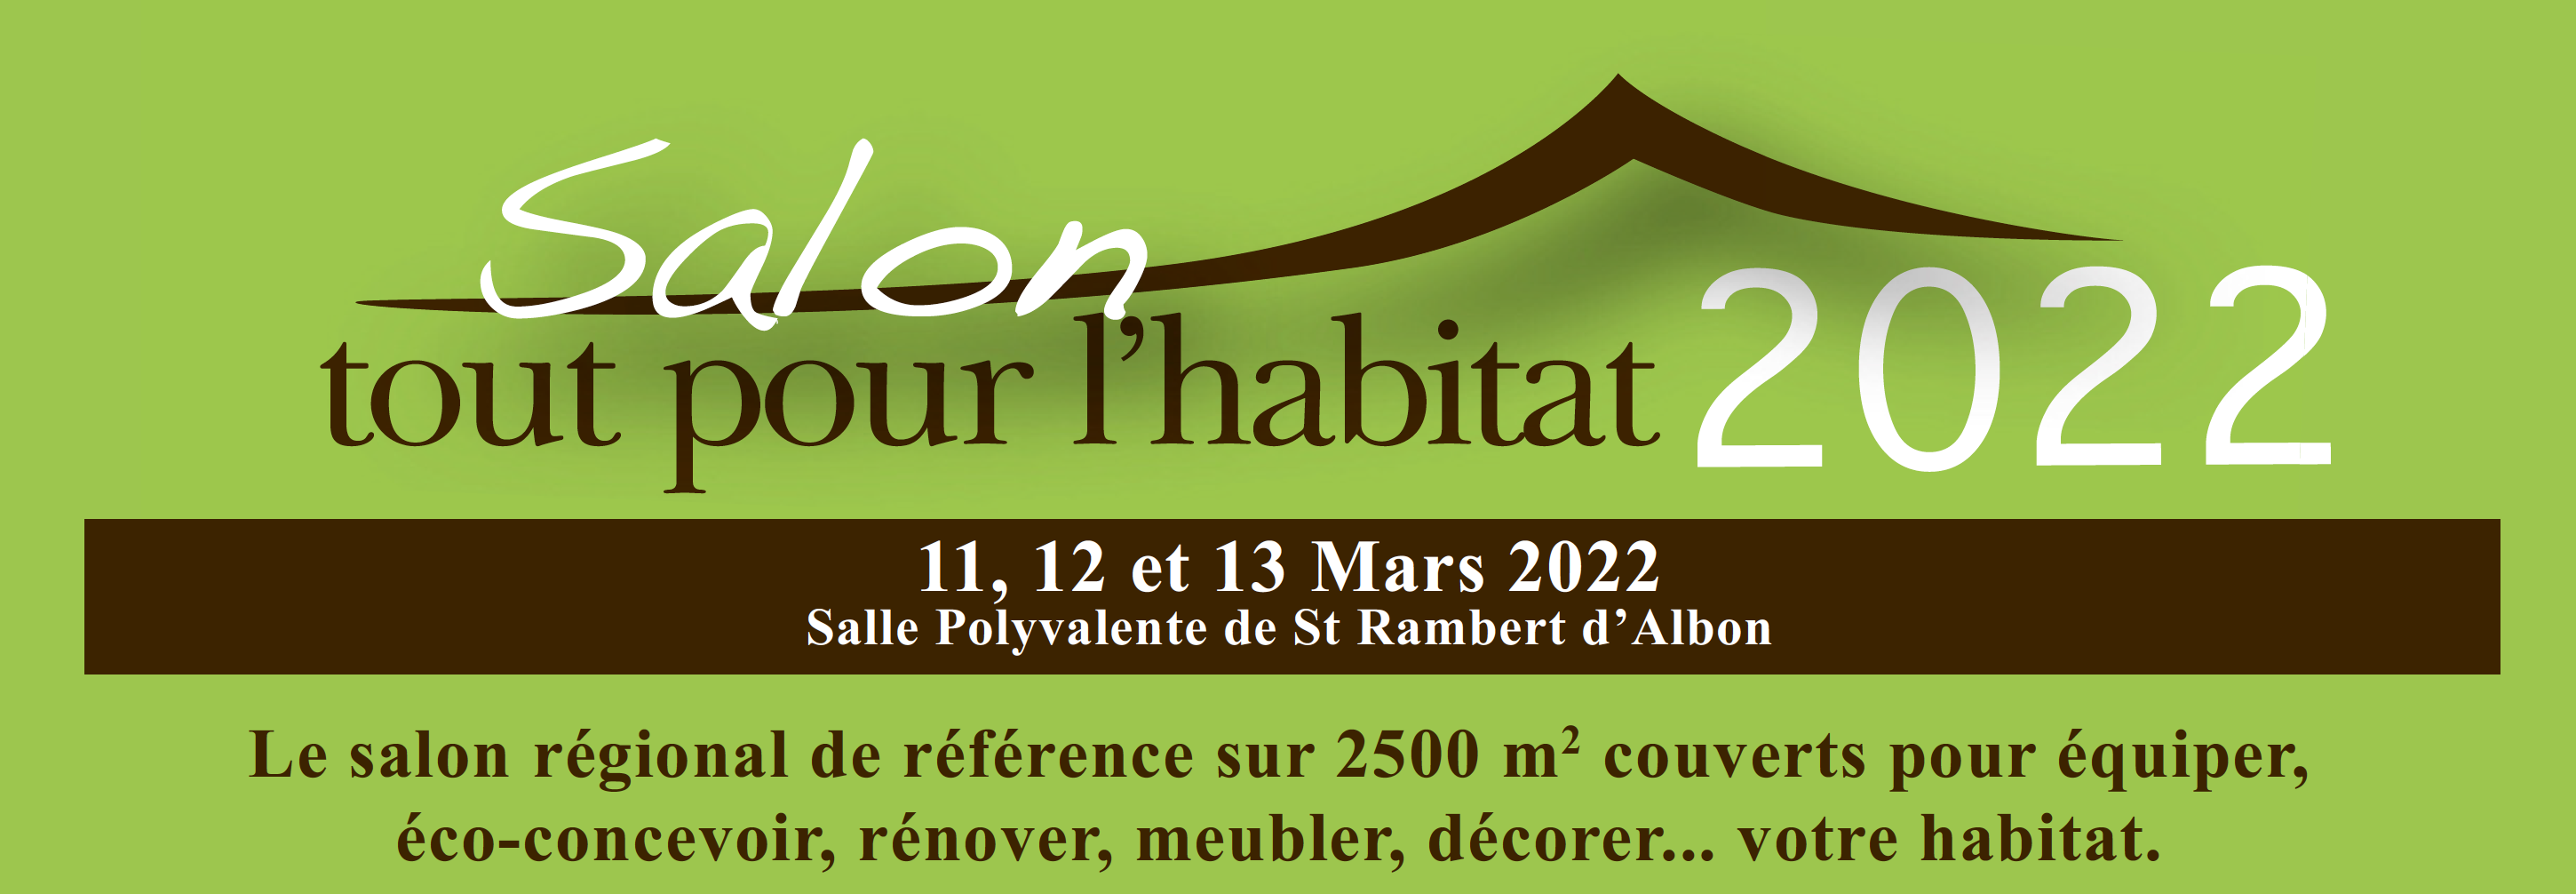 Salon
tout pour l’habitat 2022
11, 12 et 13 Mars 2022
Salle Polyvalente de St Rambert d’Albon
Le salon régional de référence sur 2500 m² couverts pour équiper,
éco-concevoir, rénover, meubler, décorer... votre habitat.